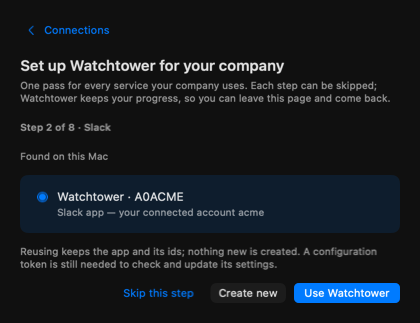 Connections
Set up Watchtower for your company
One pass for every service your company uses. Each step can be skipped;
Watchtower keeps your progress, so you can leave this page and come back.
Step 2 of 8 · Slack
Found on this Mac
Watchtower · A0ACME
Slack app — your connected account acme
Reusing keeps the app and its ids; nothing new is created. A configuration
token is still needed to check and update its settings.
Skip this step
Create new
Use Watchtower